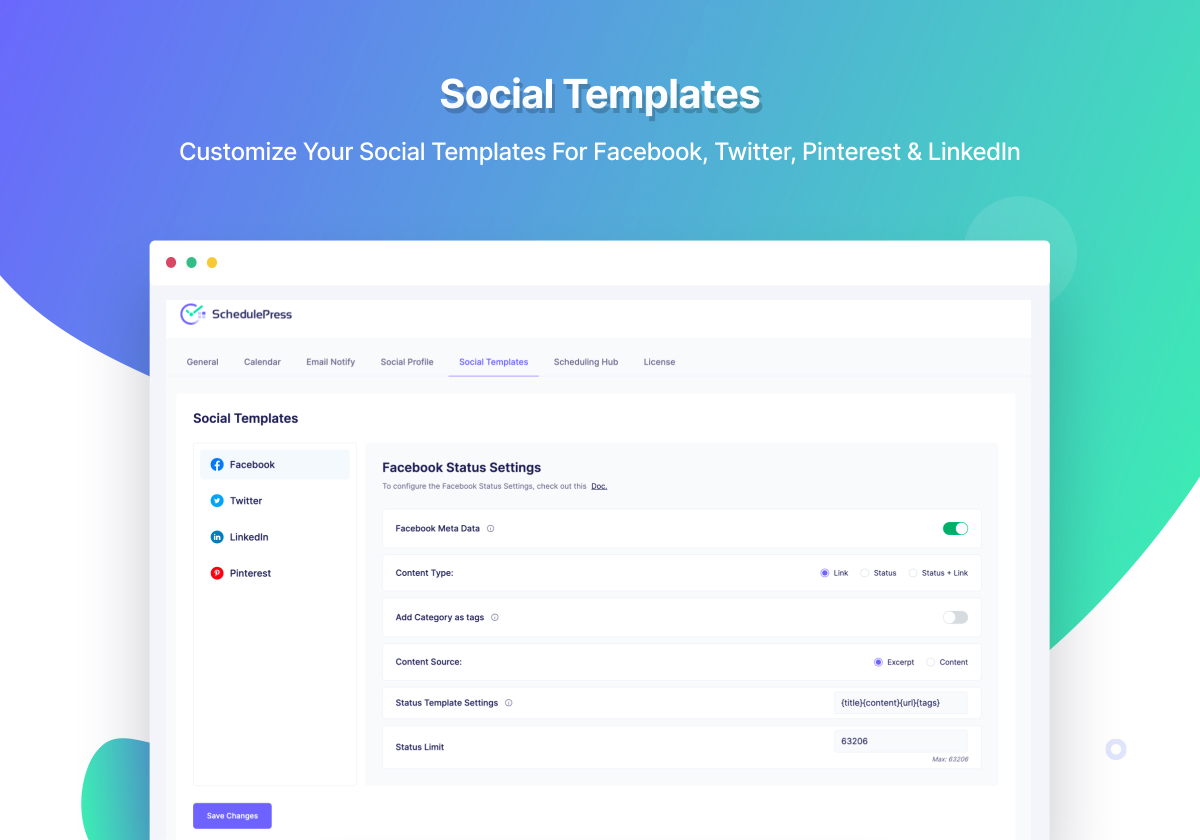 Social Templates
Customize Your Social Templates For Facebook, Twitter, Pinterest & LinkedIn
SchedulePress
General Calendar Email Notify Social Profile Social Templates Scheduling Hub License
Social Templates
Facebook
Twitter
LinkedIn
Pinterest
Facebook Status Settings
To configure the Facebook Status Settings, check out this Doc.
Facebook Meta Data
Content Type: Link Status Status + Link
Add Category as tags
Content Source: Excerpt Content
Status Template Settings {title}{content}{url}{tags}
Status Limit 63206
Max: 63206
Save Changes